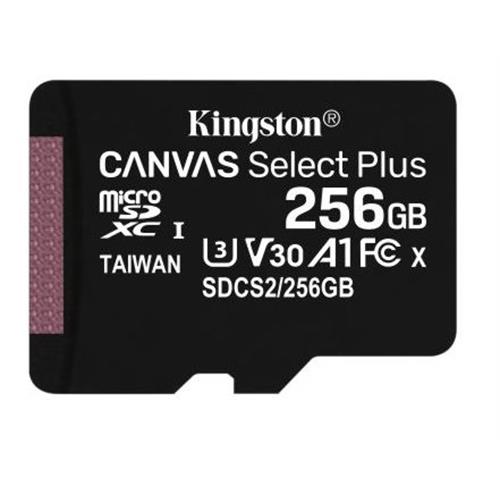 Kingston®
CANVAS Select Plus
micro SD XC I 256GB
TAIWAN U3 V30 A1 FC X
SDCS2/256GB